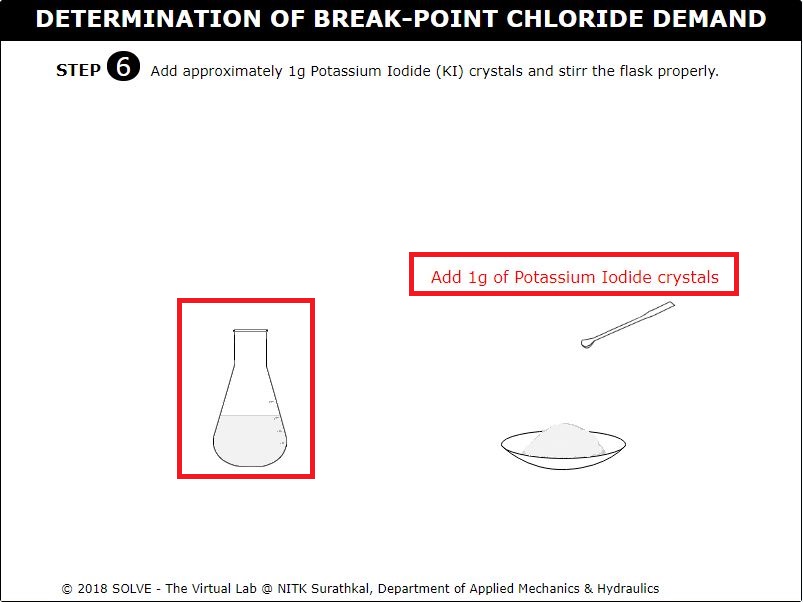 DETERMINATION OF BREAK-POINT CHLORIDE DEMAND
STEP 6 Add approximately 1g Potassium Iodide (KI) crystals and stirr the flask properly.
Add 1g of Potassium Iodide crystals
© 2018 SOLVE - The Virtual Lab @ NITK Surathkal, Department of Applied Mechanics & Hydraulics